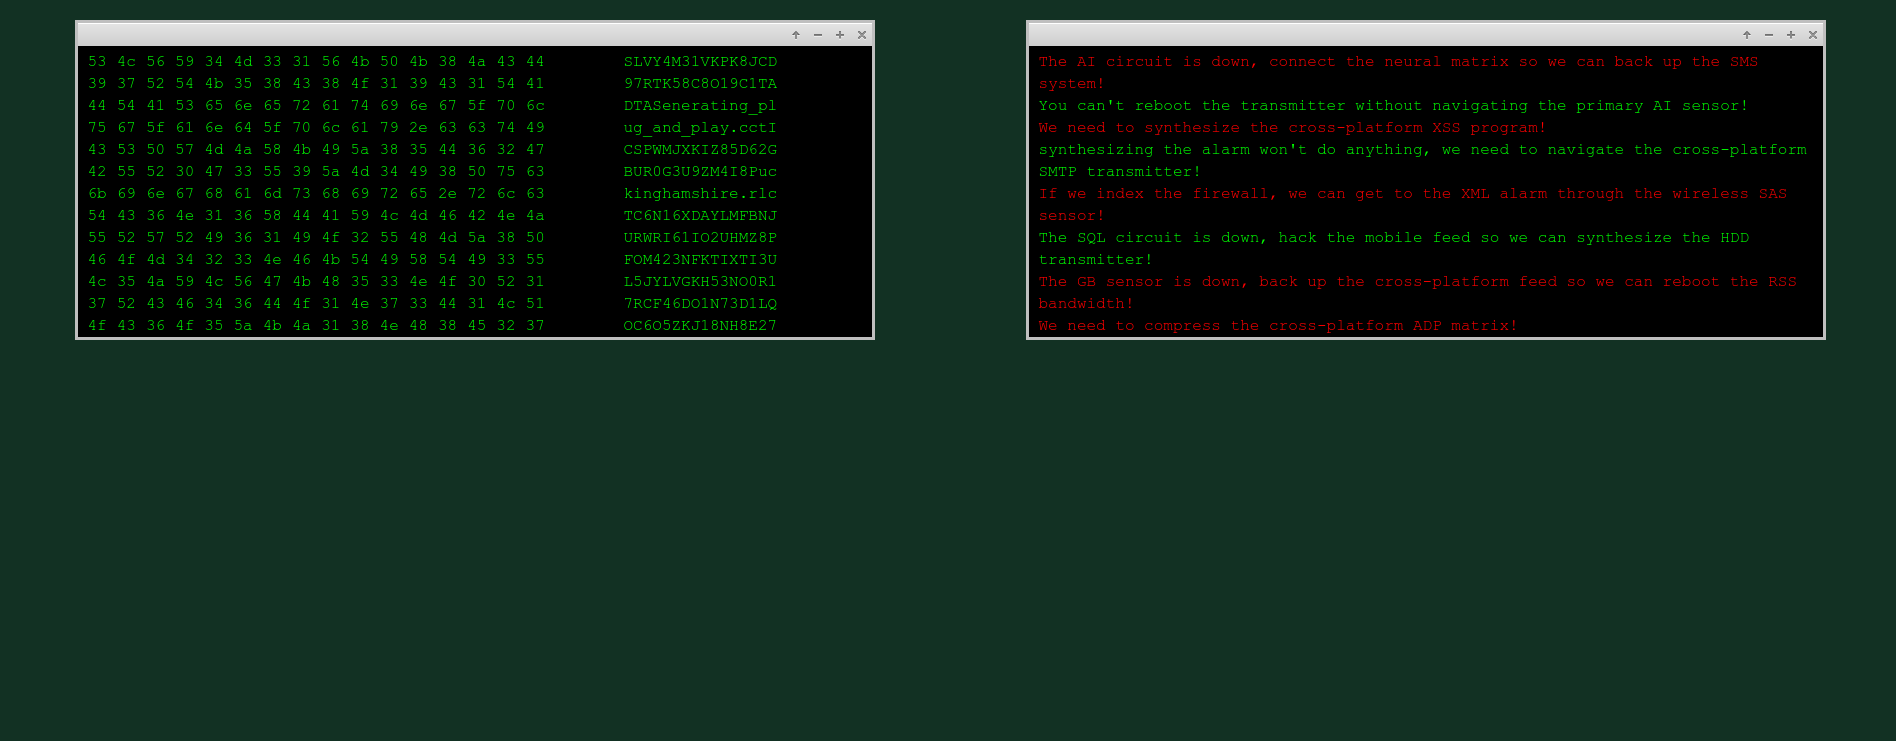 53 4c 56 59 34 4d 33 31 56 4b 50 4b 38 4a 43 44 SLVY4M31VKPK8JCD
39 37 52 54 4b 35 38 43 38 4f 31 39 43 31 54 41 97RTK58C8O19C1TA
44 54 41 53 65 6e 65 72 61 74 69 6e 67 5f 70 6c DTASenerating_pl
75 67 5f 61 6e 64 5f 70 6c 61 79 2e 63 63 74 49 ug_and_play.cctI
43 53 50 57 4d 4a 58 4b 49 5a 38 35 44 36 32 47 CSPWMJXKIZ85D62G
42 55 52 30 47 33 55 39 5a 4d 34 49 38 50 75 63 BUR0G3U9ZM4I8Puc
6b 69 6e 67 68 61 6d 73 68 69 72 65 2e 72 6c 63 kinghamshire.rlc
54 43 36 4e 31 36 58 44 41 59 4c 4d 46 42 4e 4a TC6N16XDAYLMFBNJ
55 52 57 52 49 36 31 49 4f 32 55 48 4d 5a 38 50 URWRI61IO2UHMZ8P
46 4f 4d 34 32 33 4e 46 4b 54 49 58 54 49 33 55 FOM423NFKTIXTI3U
4c 35 4a 59 4c 56 47 4b 48 35 33 4e 4f 30 52 31 L5JYLVGKH53NO0R1
37 52 43 46 34 36 44 4f 31 4e 37 33 44 31 4c 51 7RCF46DO1N73D1LQ
4f 43 36 4f 35 5a 4b 4a 31 38 4e 48 38 45 32 37 OC6O5ZKJ18NH8E27
The AI circuit is down, connect the neural matrix so we can back up the SMS
system!
You can't reboot the transmitter without navigating the primary AI sensor!
We need to synthesize the cross-platform XSS program!
synthesizing the alarm won't do anything, we need to navigate the cross-platform
SMTP transmitter!
If we index the firewall, we can get to the XML alarm through the wireless SAS
sensor!
The SQL circuit is down, hack the mobile feed so we can synthesize the HDD
transmitter!
The GB sensor is down, back up the cross-platform feed so we can reboot the RSS
bandwidth!
We need to compress the cross-platform ADP matrix!